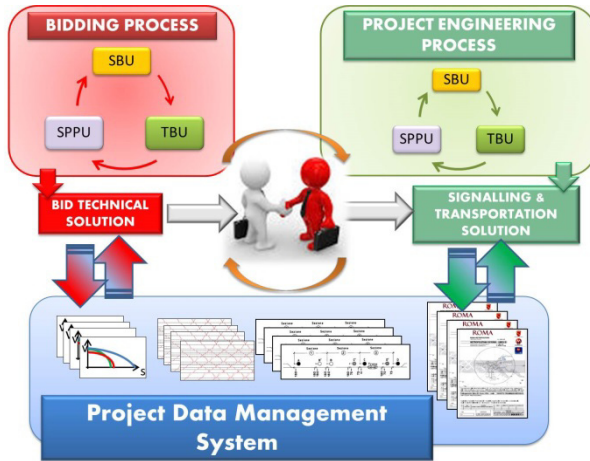 BIDDING PROCESS
SBU
SPPU
TBU
PROJECT ENGINEERING
PROCESS
SBU
SPPU
TBU
BID TECHNICAL
SOLUTION
SIGNALLING &
TRANSPORTATION
SOLUTION
V
S
ROMA
ROMA
ROMA
Project Data Management
System